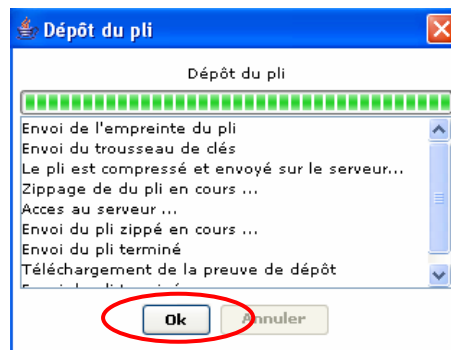 Dépôt du pli
Dépôt du pli
Envoi de l'empreinte du pli
Envoi du trousseau de clés
Le pli est compressé et envoyé sur le serveur...
Zippage de du pli en cours ...
Acces au serveur ...
Envoi du pli zippé en cours ...
Envoi du pli terminé
Téléchargement de la preuve de dépôt
Ok Annuler